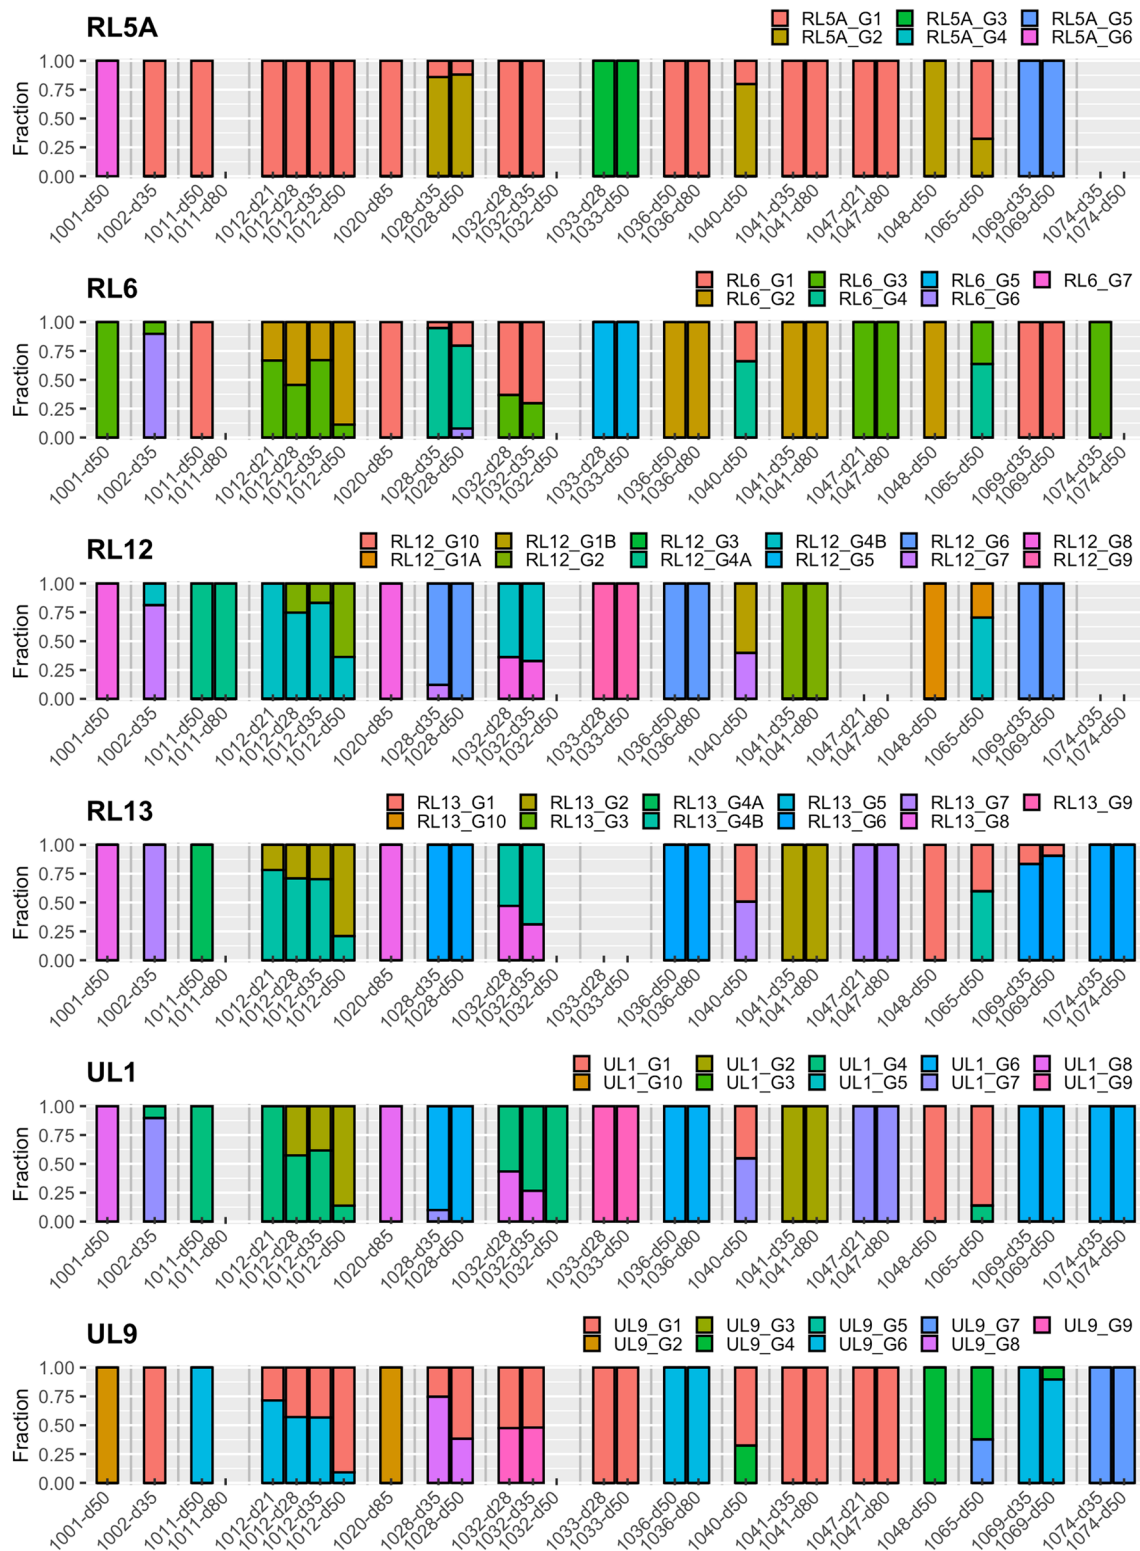 RL5A
RL5A_G1 RL5A_G3 RL5A_G5
RL5A_G2 RL5A_G4 RL5A_G6
Fraction
1.00
0.75
0.50
0.25
0.00
1001-d50 1002-d35 1011-d50 1011-d80 1012-d21 1012-d28 1012-d35 1012-d50 1020-d85 1028-d35 1028-d50 1032-d28 1032-d35 1032-d50 1033-d28 1033-d50 1036-d50 1036-d80 1040-d50 1041-d35 1041-d80 1047-d21 1047-d80 1048-d50 1065-d50 1069-d35 1069-d50 1074-d35 1074-d50
RL6
RL6_G1 RL6_G3 RL6_G5 RL6_G7
RL6_G2 RL6_G4 RL6_G6
Fraction
1.00
0.75
0.50
0.25
0.00
1001-d50 1002-d35 1011-d50 1011-d80 1012-d21 1012-d28 1012-d35 1012-d50 1020-d85 1028-d35 1028-d50 1032-d28 1032-d35 1032-d50 1033-d28 1033-d50 1036-d50 1036-d80 1040-d50 1041-d35 1041-d80 1047-d21 1047-d80 1048-d50 1065-d50 1069-d35 1069-d50 1074-d35 1074-d50
RL12
RL12_G10 RL12_G1B RL12_G3 RL12_G4B RL12_G6 RL12_G8
RL12_G1A RL12_G2 RL12_G4A RL12_G5 RL12_G7 RL12_G9
Fraction
1.00
0.75
0.50
0.25
0.00
1001-d50 1002-d35 1011-d50 1011-d80 1012-d21 1012-d28 1012-d35 1012-d50 1020-d85 1028-d35 1028-d50 1032-d28 1032-d35 1032-d50 1033-d28 1033-d50 1036-d50 1036-d80 1040-d50 1041-d35 1041-d80 1047-d21 1047-d80 1048-d50 1065-d50 1069-d35 1069-d50 1074-d35 1074-d50
RL13
RL13_G1 RL13_G2 RL13_G4A RL13_G5 RL13_G7 RL13_G9
RL13_G10 RL13_G3 RL13_G4B RL13_G6 RL13_G8
Fraction
1.00
0.75
0.50
0.25
0.00
1001-d50 1002-d35 1011-d50 1011-d80 1012-d21 1012-d28 1012-d35 1012-d50 1020-d85 1028-d35 1028-d50 1032-d28 1032-d35 1032-d50 1033-d28 1033-d50 1036-d50 1036-d80 1040-d50 1041-d35 1041-d80 1047-d21 1047-d80 1048-d50 1065-d50 1069-d35 1069-d50 1074-d35 1074-d50
UL1
UL1_G1 UL1_G2 UL1_G4 UL1_G6 UL1_G8
UL1_G10 UL1_G3 UL1_G5 UL1_G7 UL1_G9
Fraction
1.00
0.75
0.50
0.25
0.00
1001-d50 1002-d35 1011-d50 1011-d80 1012-d21 1012-d28 1012-d35 1012-d50 1020-d85 1028-d35 1028-d50 1032-d28 1032-d35 1032-d50 1033-d28 1033-d50 1036-d50 1036-d80 1040-d50 1041-d35 1041-d80 1047-d21 1047-d80 1048-d50 1065-d50 1069-d35 1069-d50 1074-d35 1074-d50
UL9
UL9_G1 UL9_G3 UL9_G5 UL9_G7 UL9_G9
UL9_G2 UL9_G4 UL9_G6 UL9_G8
Fraction
1.00
0.75
0.50
0.25
0.00
1001-d50 1002-d35 1011-d50 1011-d80 1012-d21 1012-d28 1012-d35 1012-d50 1020-d85 1028-d35 1028-d50 1032-d28 1032-d35 1032-d50 1033-d28 1033-d50 1036-d50 1036-d80 1040-d50 1041-d35 1041-d80 1047-d21 1047-d80 1048-d50 1065-d50 1069-d35 1069-d50 1074-d35 1074-d50